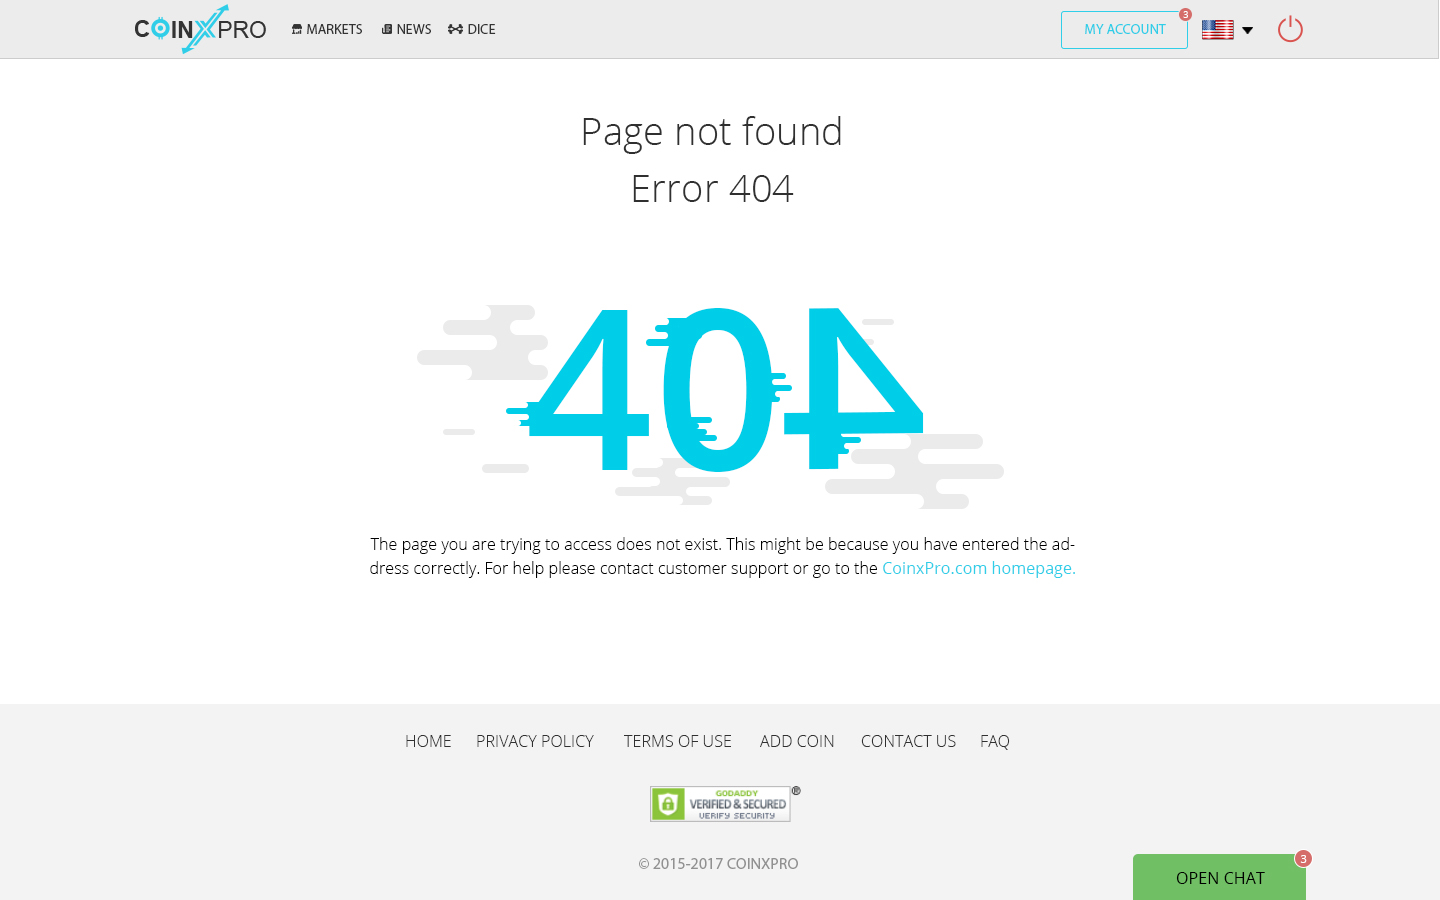 COINXPRO MARKETS NEWS DICE MY ACCOUNT 3
Page not found
Error 404
404
The page you are trying to access does not exist. This might be because you have entered the ad-
dress correctly. For help please contact customer support or go to the CoinxPro.com homepage.
HOME PRIVACY POLICY TERMS OF USE ADD COIN CONTACT US FAQ
GODADDY
VERIFIED & SECURED ®
VERIFY SECURITY
© 2015-2017 COINXPRO
OPEN CHAT 3